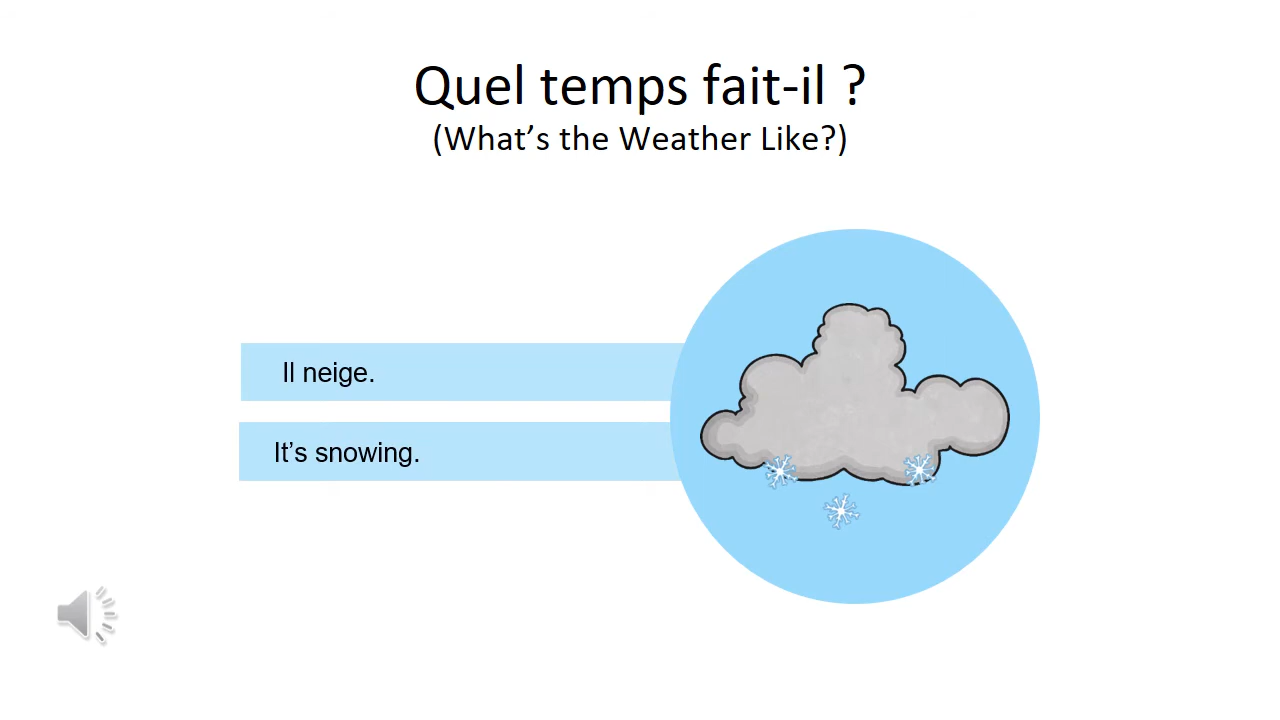 Quel temps fait-il ?
(What’s the Weather Like?)
Il neige.
It’s snowing.